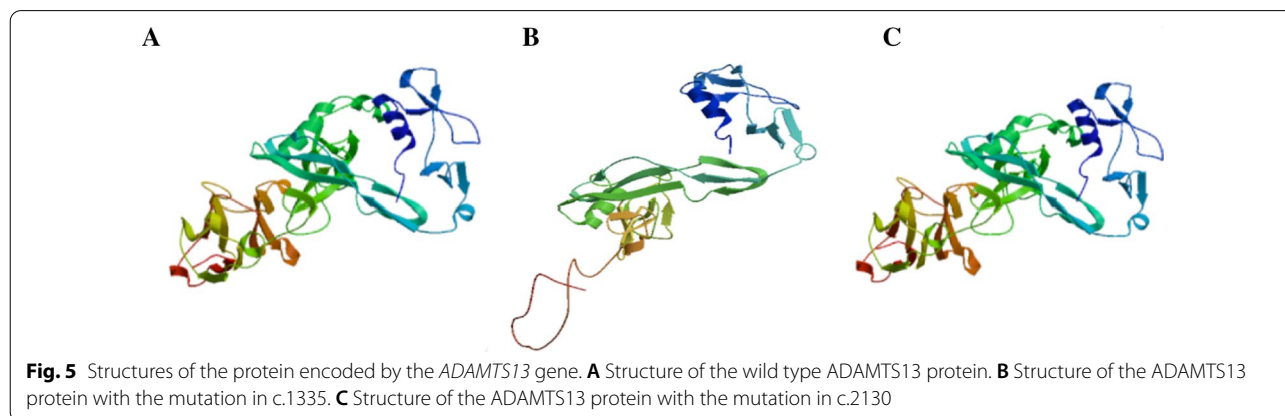 A B C
Fig. 5 Structures of the protein encoded by the ADAMTS13 gene. A Structure of the wild type ADAMTS13 protein. B Structure of the ADAMTS13
protein with the mutation in c.1335. C Structure of the ADAMTS13 protein with the mutation in c.2130